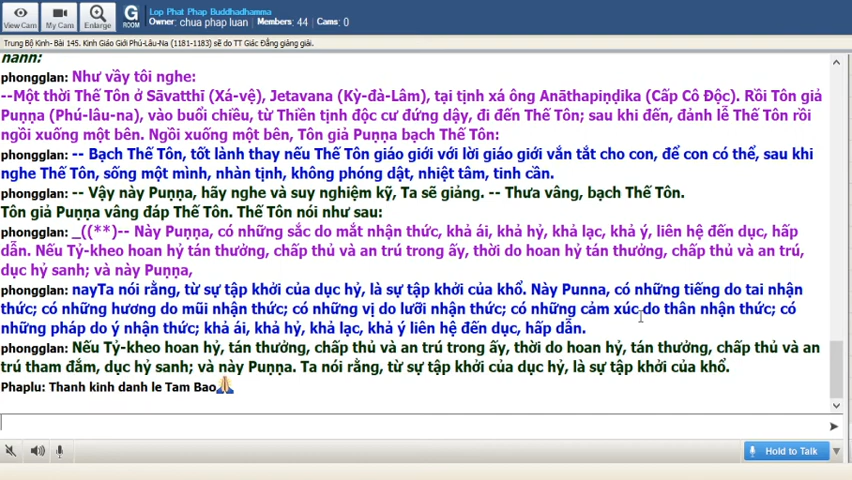 Lop Phat Phap Buddhadhamma
Owner: chua phap luan Members: 44 Cams: 0
View Cam My Cam Enlarge G ROOM
Trung Bộ Kinh- Bài 145. Kinh Giáo Giới Phú-Lâu-Na (1181-1183) sẽ do TT Giác Đẳng giảng giải.
hành:
phongglan: Như vầy tôi nghe:
--Một thời Thế Tôn ở Sāvatthī (Xá-vệ), Jetavana (Kỳ-đà-Lâm), tại tịnh xá ông Anāthapiṇḍika (Cấp Cô Độc). Rồi Tôn giả
Puṇṇa (Phú-lâu-na), vào buổi chiều, từ Thiền tịnh độc cư đứng dậy, đi đến Thế Tôn; sau khi đến, đảnh lễ Thế Tôn rồi
ngồi xuống một bên. Ngồi xuống một bên, Tôn giả Puṇṇa bạch Thế Tôn:
phongglan: -- Bạch Thế Tôn, tốt lành thay nếu Thế Tôn giáo giới với lời giáo giới vắn tắt cho con, để con có thể, sau khi
nghe Thế Tôn, sống một mình, nhàn tịnh, không phóng dật, nhiệt tâm, tinh cần.
phongglan: -- Vậy này Puṇṇa, hãy nghe và suy nghiệm kỹ, Ta sẽ giảng. -- Thưa vâng, bạch Thế Tôn.
Tôn giả Puṇṇa vâng đáp Thế Tôn. Thế Tôn nói như sau:
phongglan: _((**)-- Này Puṇṇa, có những sắc do mắt nhận thức, khả ái, khả hỷ, khả lạc, khả ý, liên hệ đến dục, hấp
dẫn. Nếu Tỷ-kheo hoan hỷ tán thưởng, chấp thủ và an trú trong ấy, thời do hoan hỷ tán thưởng, chấp thủ và an trú,
dục hỷ sanh; và này Puṇṇa,
phongglan: nayTa nói rằng, từ sự tập khởi của dục hỷ, là sự tập khởi của khổ. Này Punna, có những tiếng do tai nhận
thức; có những hương do mũi nhận thức; có những vị do lưỡi nhận thức; có những cảm xúc do thân nhận thức; có
những pháp do ý nhận thức; khả ái, khả hỷ, khả lạc, khả ý liên hệ đến dục, hấp dẫn.
phongglan: Nếu Tỷ-kheo hoan hỷ, tán thưởng, chấp thủ và an trú trong ấy, thời do hoan hỷ, tán thưởng, chấp thủ và an
trú tham đắm, dục hỷ sanh; và này Puṇṇa. Ta nói rằng, từ sự tập khởi của dục hỷ, là sự tập khởi của khổ.
Phaplu: Thanh kinh danh le Tam Bao
Hold to Talk